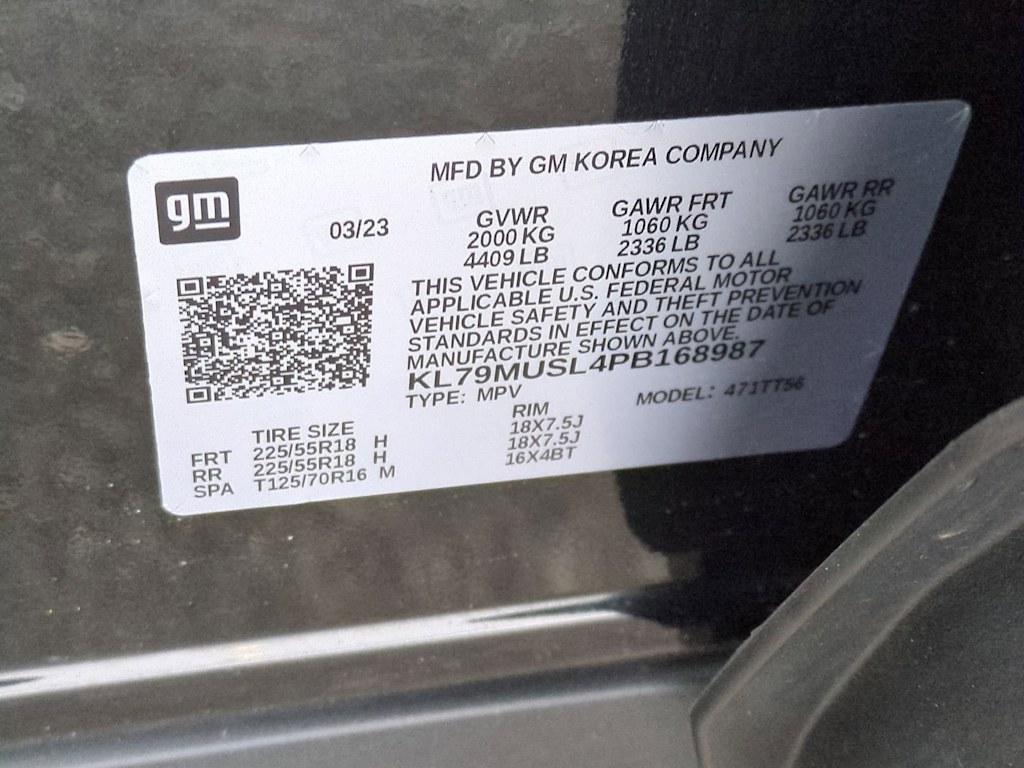 MFD BY GM KOREA COMPANY
gm
03/23
GVWR GAWR FRT GAWR RR
2000 KG 1060 KG 1060 KG
4409 LB 2336 LB 2336 LB
THIS VEHICLE CONFORMS TO ALL
APPLICABLE U.S. FEDERAL MOTOR
VEHICLE SAFETY AND THEFT PREVENTION
STANDARDS IN EFFECT ON THE DATE OF
MANUFACTURE SHOWN ABOVE.
KL79MUSL4PB168987
TYPE: MPV MODEL: 471TT56
TIRE SIZE RIM
FRT 225/55R18 H 18X7.5J
RR 225/55R18 H 18X7.5J
SPA T125/70R16 M 16X4BT